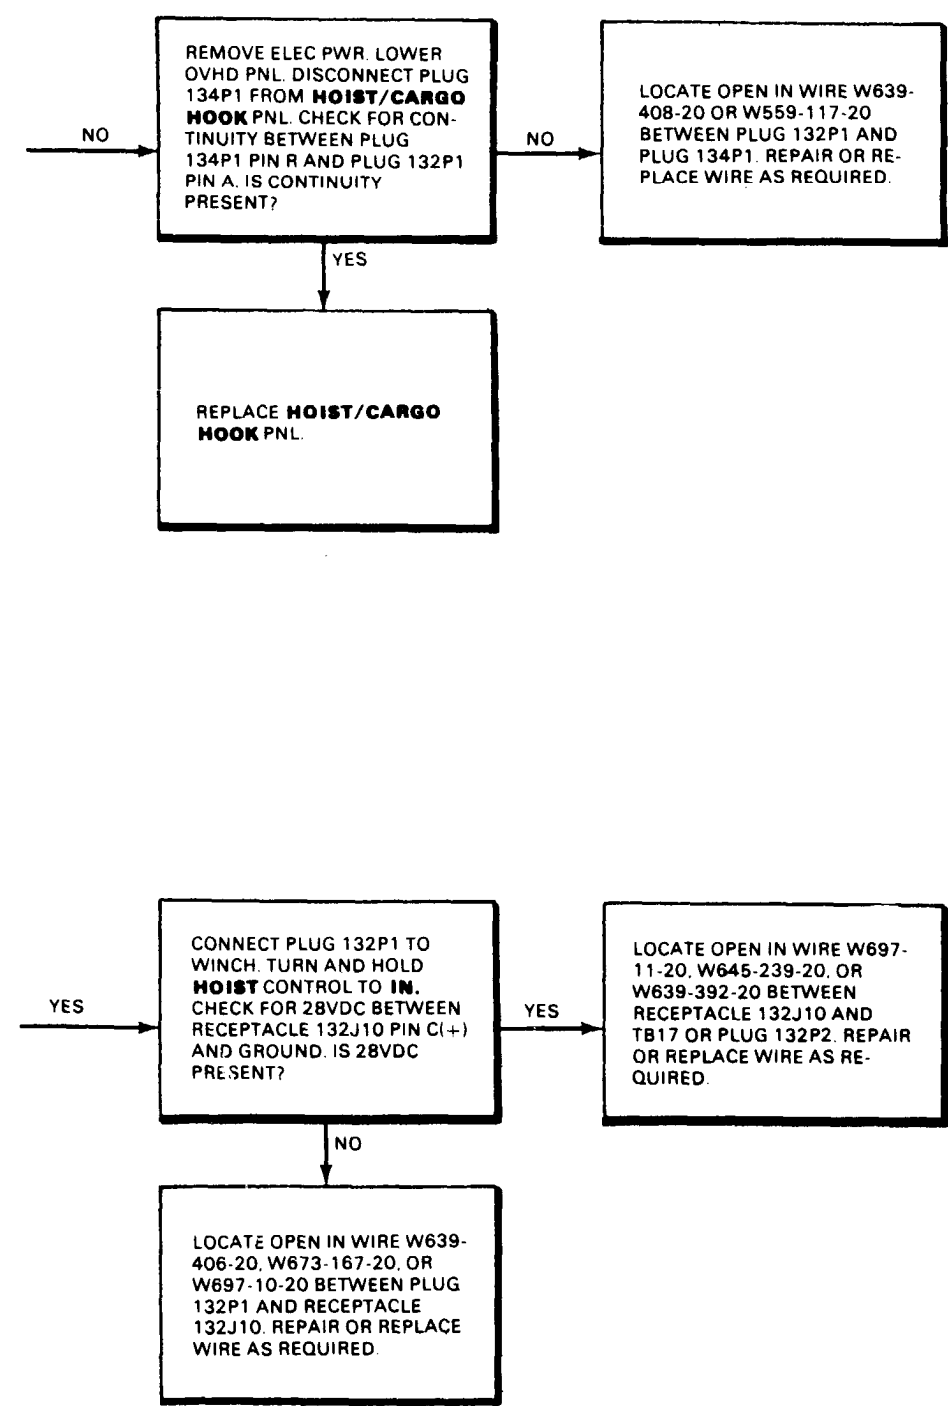 NO
REMOVE ELEC PWR. LOWER
OVHD PNL. DISCONNECT PLUG
134P1 FROM HOIST/CARGO
HOOK PNL. CHECK FOR CON-
TINUITY BETWEEN PLUG
134P1 PIN R AND PLUG 132P1
PIN A. IS CONTINUITY
PRESENT?
NO
LOCATE OPEN IN WIRE W639-
408-20 OR W559-117-20
BETWEEN PLUG 132P1 AND
PLUG 134P1. REPAIR OR RE-
PLACE WIRE AS REQUIRED.
YES
REPLACE HOIST/CARGO
HOOK PNL.
YES
CONNECT PLUG 132P1 TO
WINCH. TURN AND HOLD
HOIST CONTROL TO IN.
CHECK FOR 28VDC BETWEEN
RECEPTACLE 132J10 PIN C(+)
AND GROUND. IS 28VDC
PRESENT?
YES
LOCATE OPEN IN WIRE W697-
11-20, W645-239-20, OR
W639-392-20 BETWEEN
RECEPTACLE 132J10 AND
TB17 OR PLUG 132P2. REPAIR
OR REPLACE WIRE AS RE-
QUIRED.
NO
LOCATE OPEN IN WIRE W639-
406-20, W673-167-20, OR
W697-10-20 BETWEEN PLUG
132P1 AND RECEPTACLE
132J10. REPAIR OR REPLACE
WIRE AS REQUIRED.